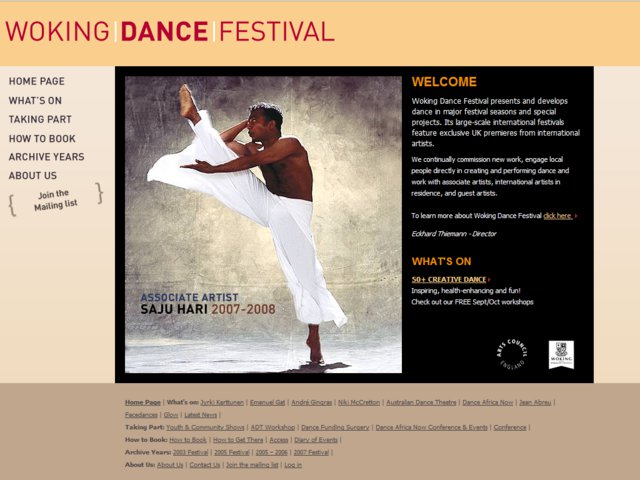 WOKING|DANCE|FESTIVAL
HOME PAGE
WHAT'S ON
TAKING PART
HOW TO BOOK
ARCHIVE YEARS
ABOUT US
{ Join the }
Mailing list
ASSOCIATE ARTIST
SAJU HARI 2007-2008
WELCOME
Woking Dance Festival presents and develops
dance in major festival seasons and special
projects. Its large-scale international festivals
feature exclusive UK premieres from international
artists.
We continually commission new work, engage local
people directly in creating and performing dance and
work with associate artists, international artists in
residence, and guest artists.
To learn more about Woking Dance Festival click here
Eckhard Thiemann - Director
WHAT'S ON
50+ CREATIVE DANCE
Inspiring, health-enhancing and fun!
Check out our FREE Sept/Oct workshops
ARTS COUNCIL
ENGLAND
WOKING
Home Page | What's on: Jyrki Karttunen | Emanuel Gat | André Gingras | Niki McCretton | Australian Dance Theatre | Dance Africa Now | Jean Abreu |
Facedances | Glow | Latest News |
Taking Part: Youth & Community Shows | ADT Workshop | Dance Funding Surgery | Dance Africa Now Conference & Events | Conference |
How to Book: How to Book | How to Get There | Access | Diary of Events |
Archive Years: 2003 Festival | 2005 Festival | 2005 - 2006 | 2007 Festival |
About Us: About Us | Contact Us | Join the mailing list | Log in